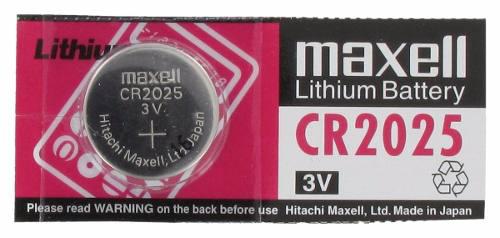 Lithium
maxell
Lithium Battery
CR2025
3V
maxell
CR2025
3V
+
Hitachi Maxell, Ltd. Japan
Please read WARNING on the back before use Hitachi Maxell, Ltd. Made in Japan